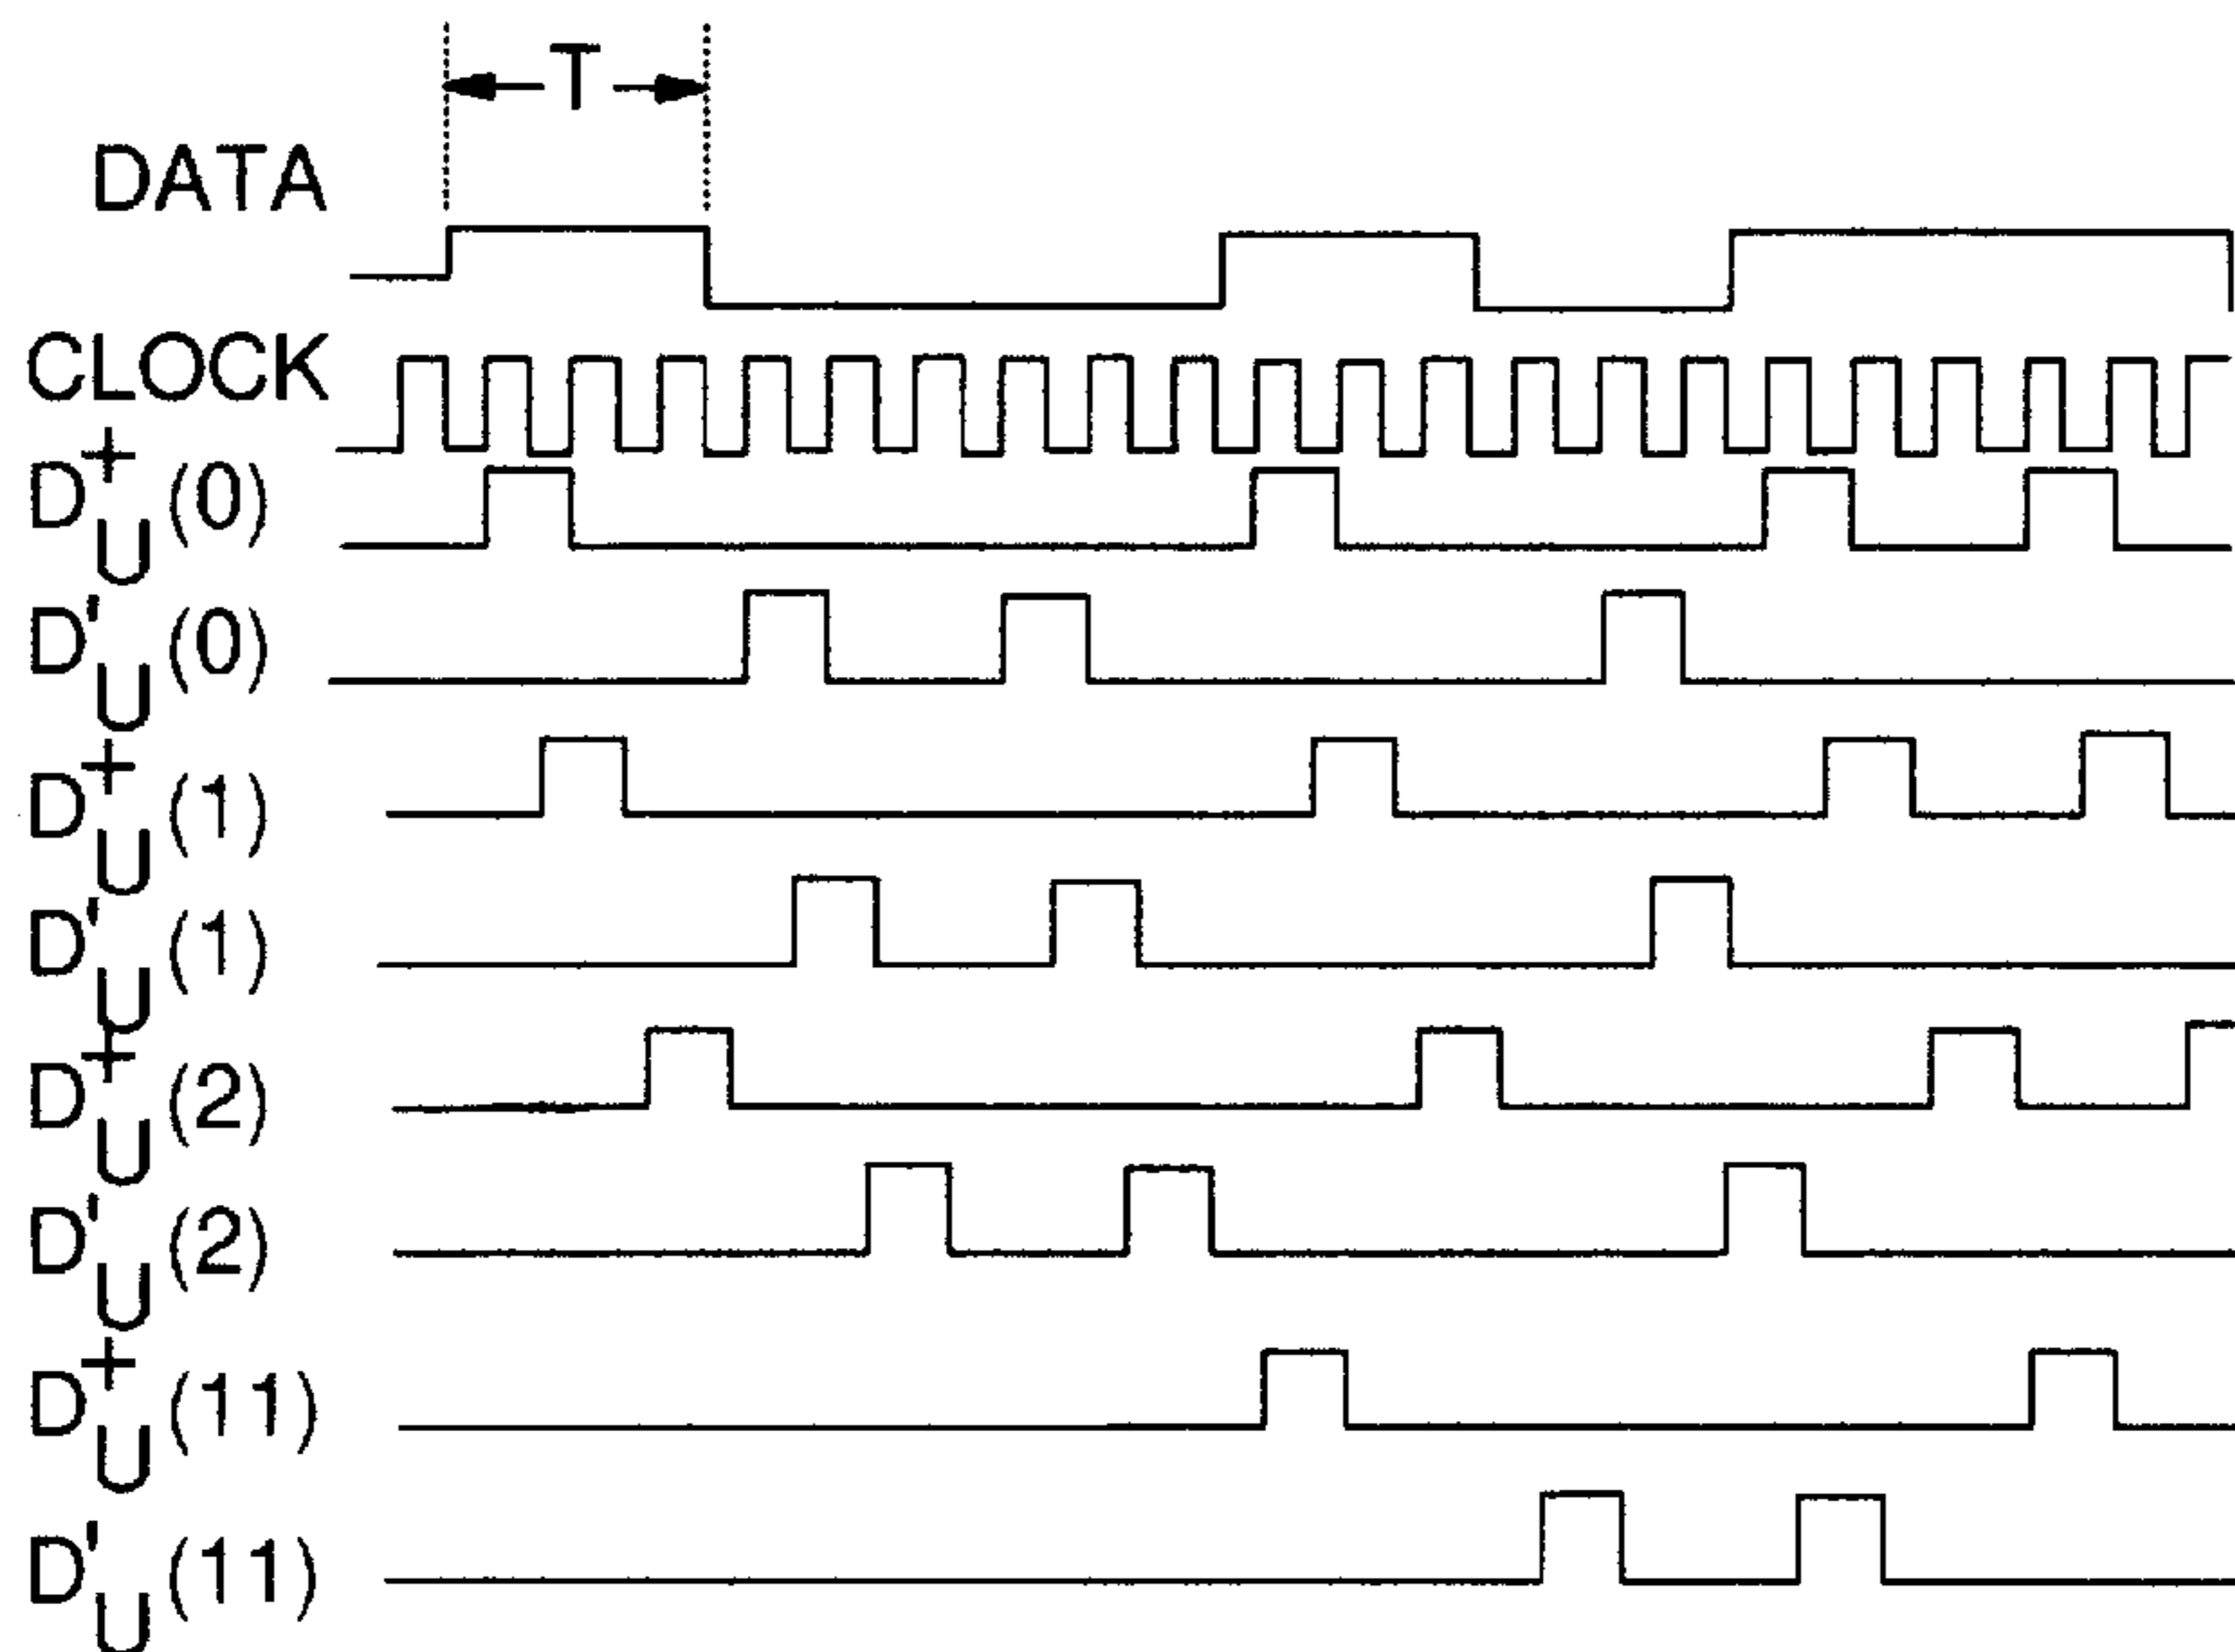 T
DATA
CLOCK
D+U(0)
D'U(0)
D+U(1)
D'U(1)
D+U(2)
D'U(2)
D+U(11)
D'U(11)